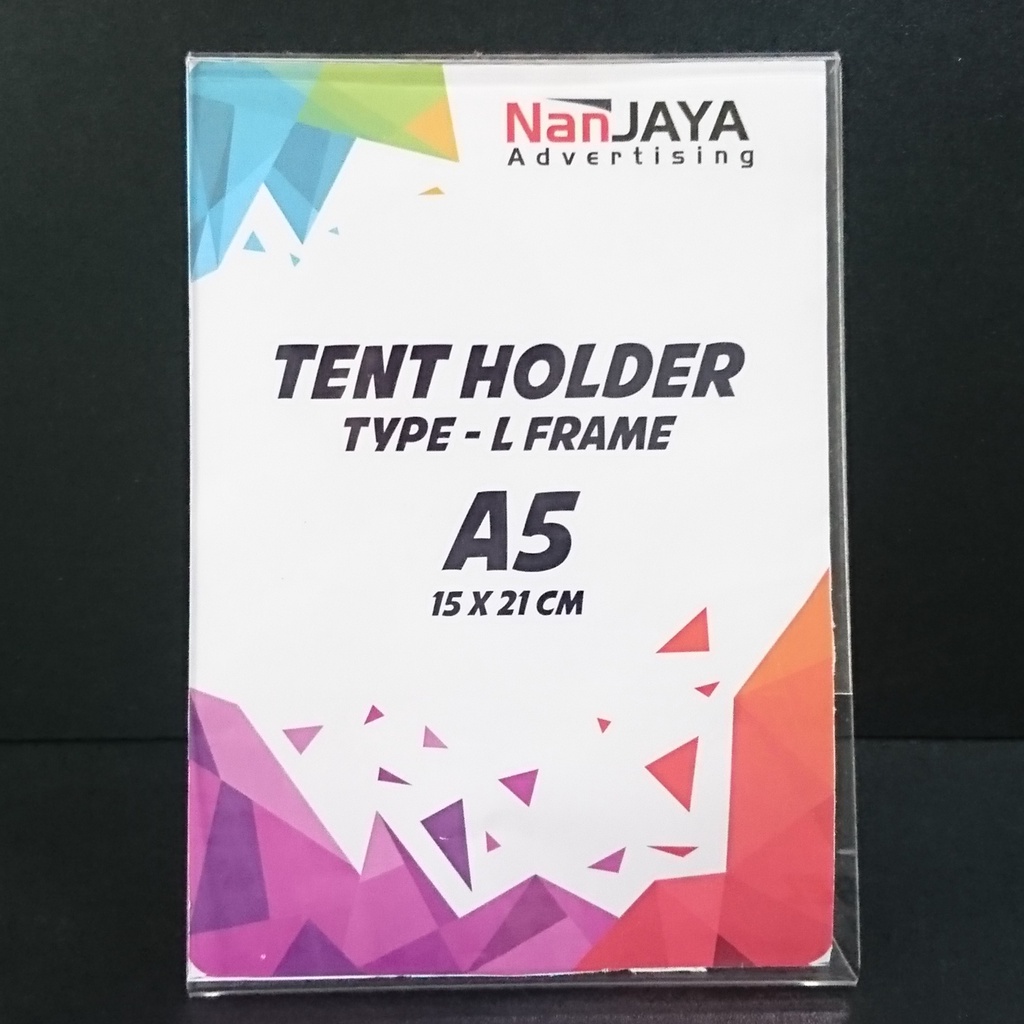 NanJAYA
Advertising
TENT HOLDER
TYPE - L FRAME
A5
15 X 21 CM